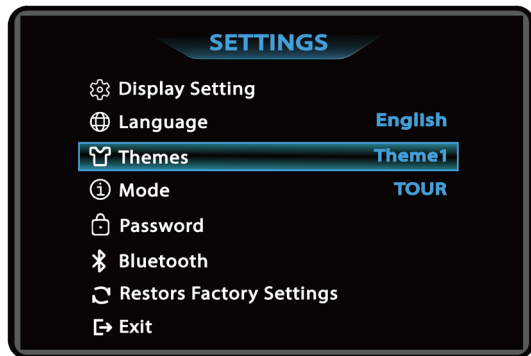 SETTINGS
Display Setting
Language English
Themes Theme1
Mode TOUR
Password
Bluetooth
Restors Factory Settings
Exit